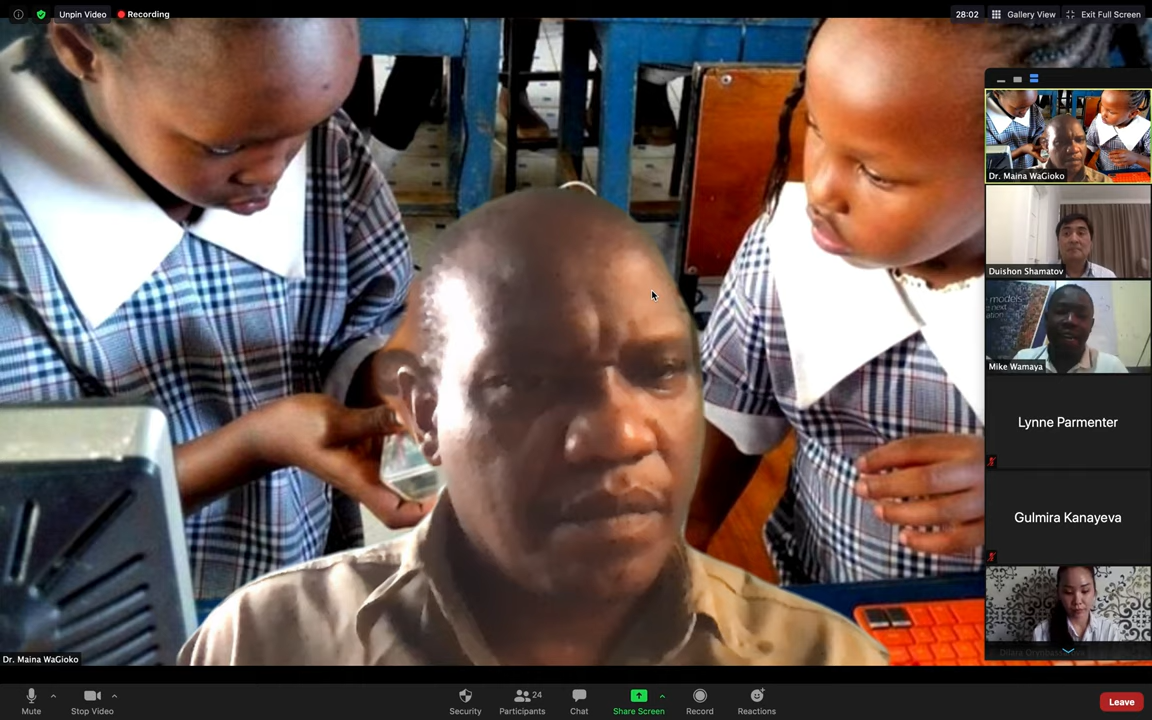 Unpin Video
Recording
28:02
Gallery View
Exit Full Screen
Dr. Maina WaGioko
Duishon Shamatov
models
Mike Wamaya
Lynne Parmenter
Gulmira Kanayeva
Dr. Maina WaGioko
Mute
Stop Video
Security
Participants
24
Chat
Share Screen
Record
Reactions
Leave